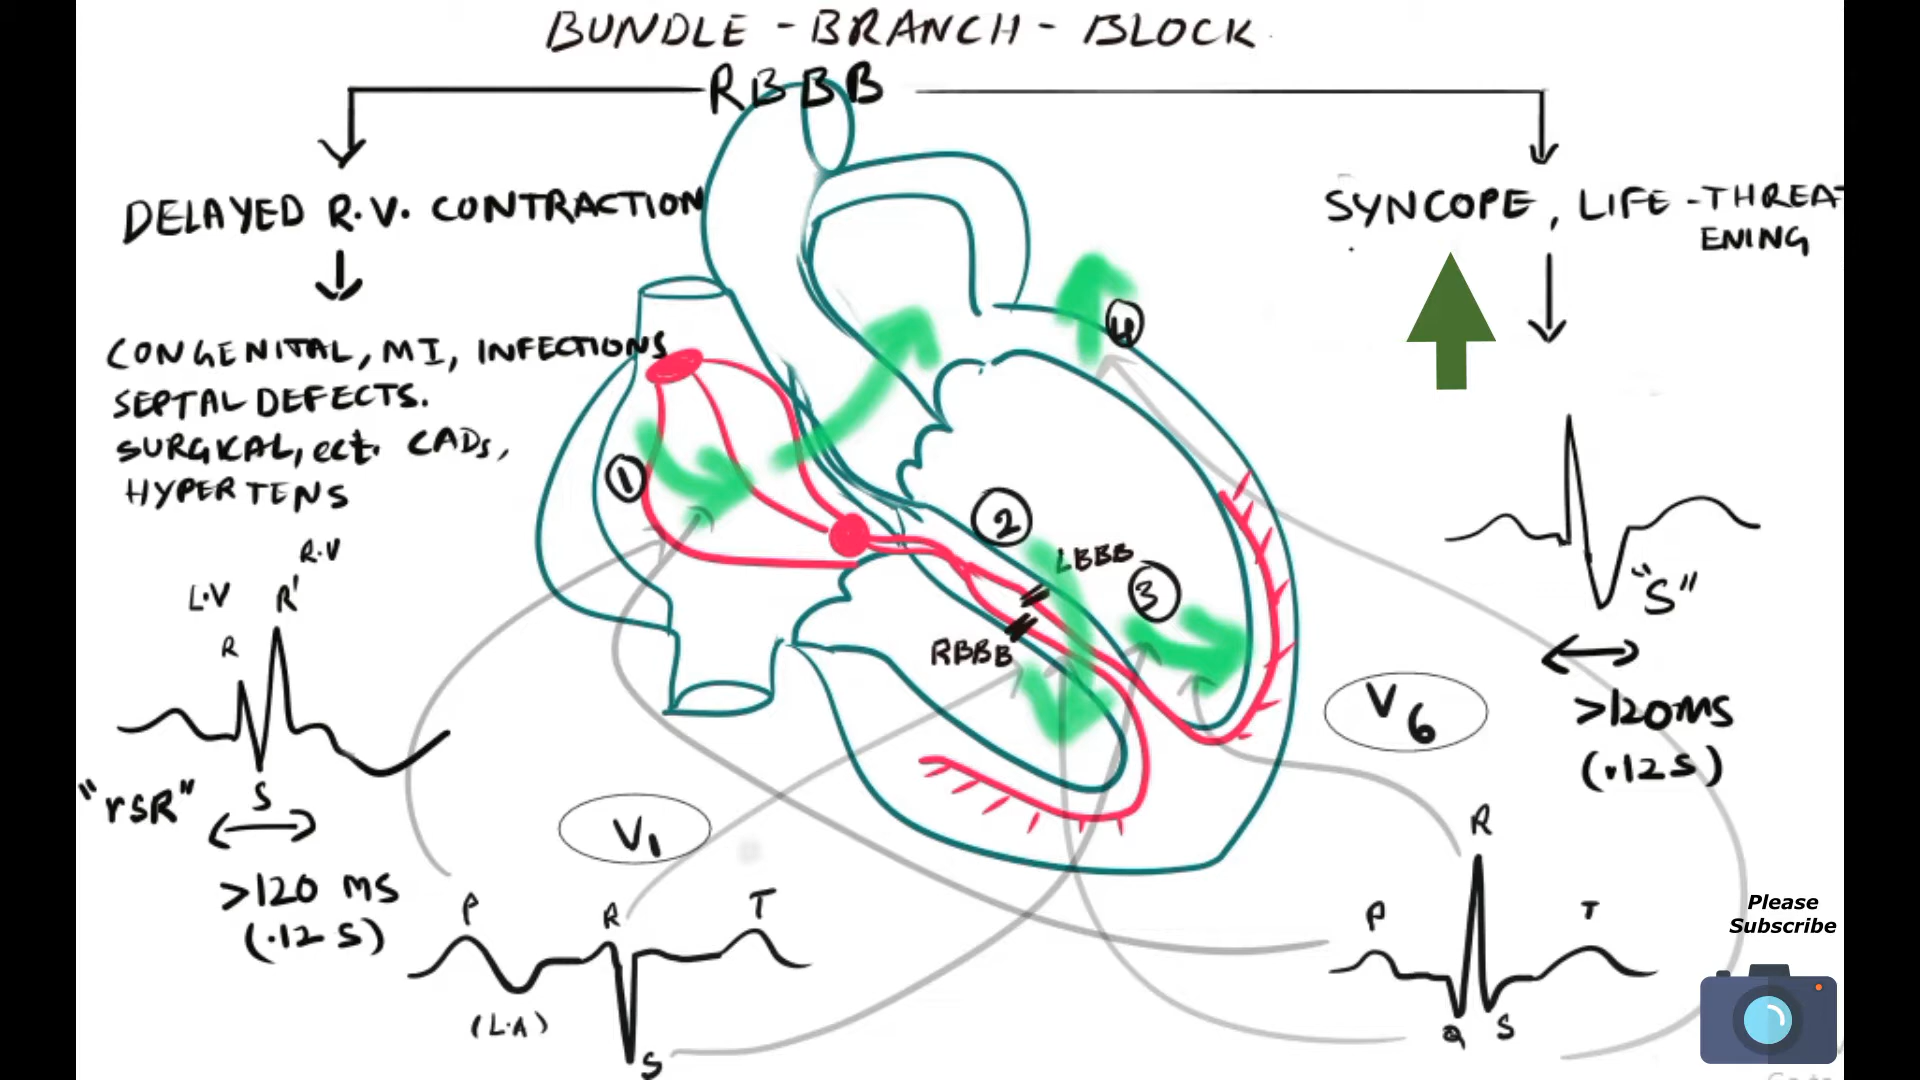 BUNDLE - BRANCH - BLOCK
RBBB
DELAYED R.V. CONTRACTION
SYNCOPE, LIFE -THREAT
ENING
CONGENITAL, MI, INFECTIONS
SEPTAL DEFECTS.
SURGICAL, ect. CADs,
HYPERTENS
1
2
3
4
LBBB
RBBB
R.V
L.V
R'
R
S
"rSR"
>120 MS
(.12 S)
V1
P
R
T
(L.A)
S
"S"
>120MS
(.12S)
V6
R
P
T
Q
S
Please
Subscribe